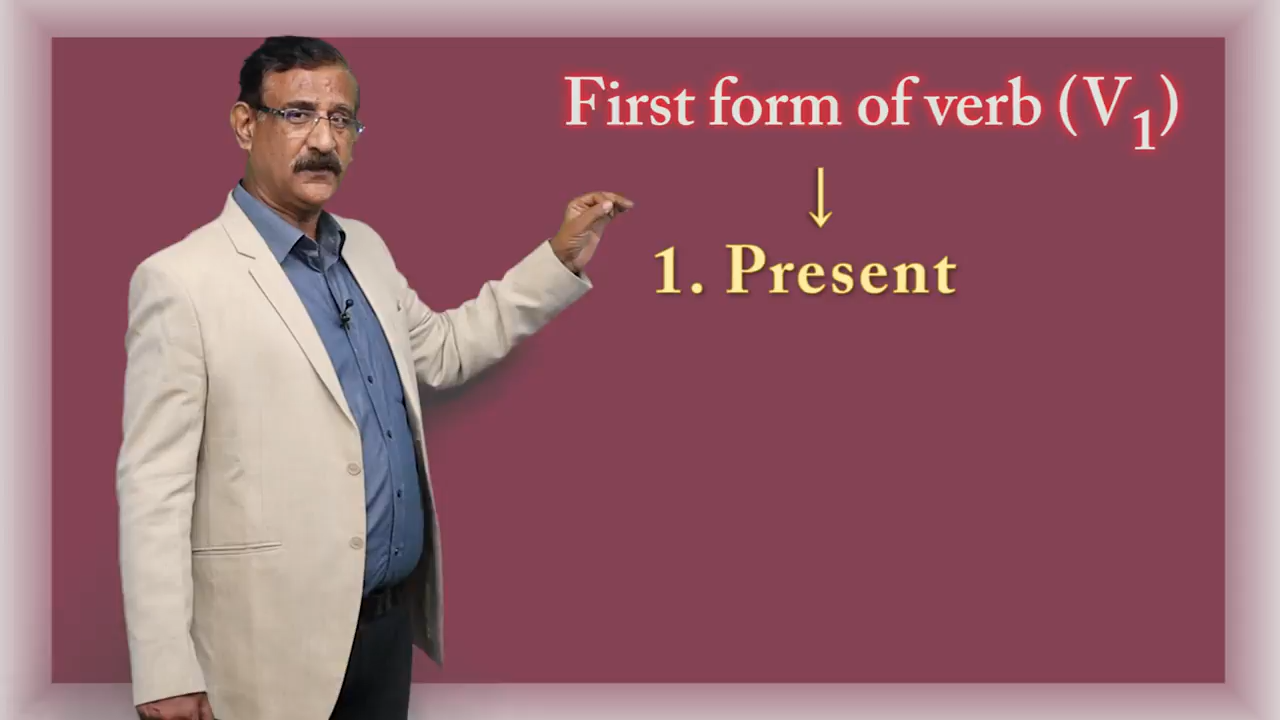 First form of verb (V₁)
↓
1. Present